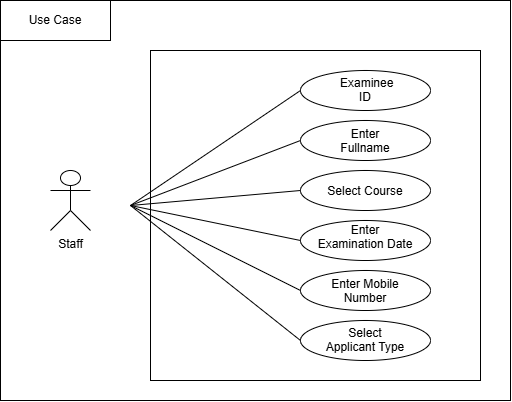 Use Case
Examinee
ID
Enter
Fullname
Select Course
Enter
Examination Date
Enter Mobile
Number
Select
Applicant Type
Staff